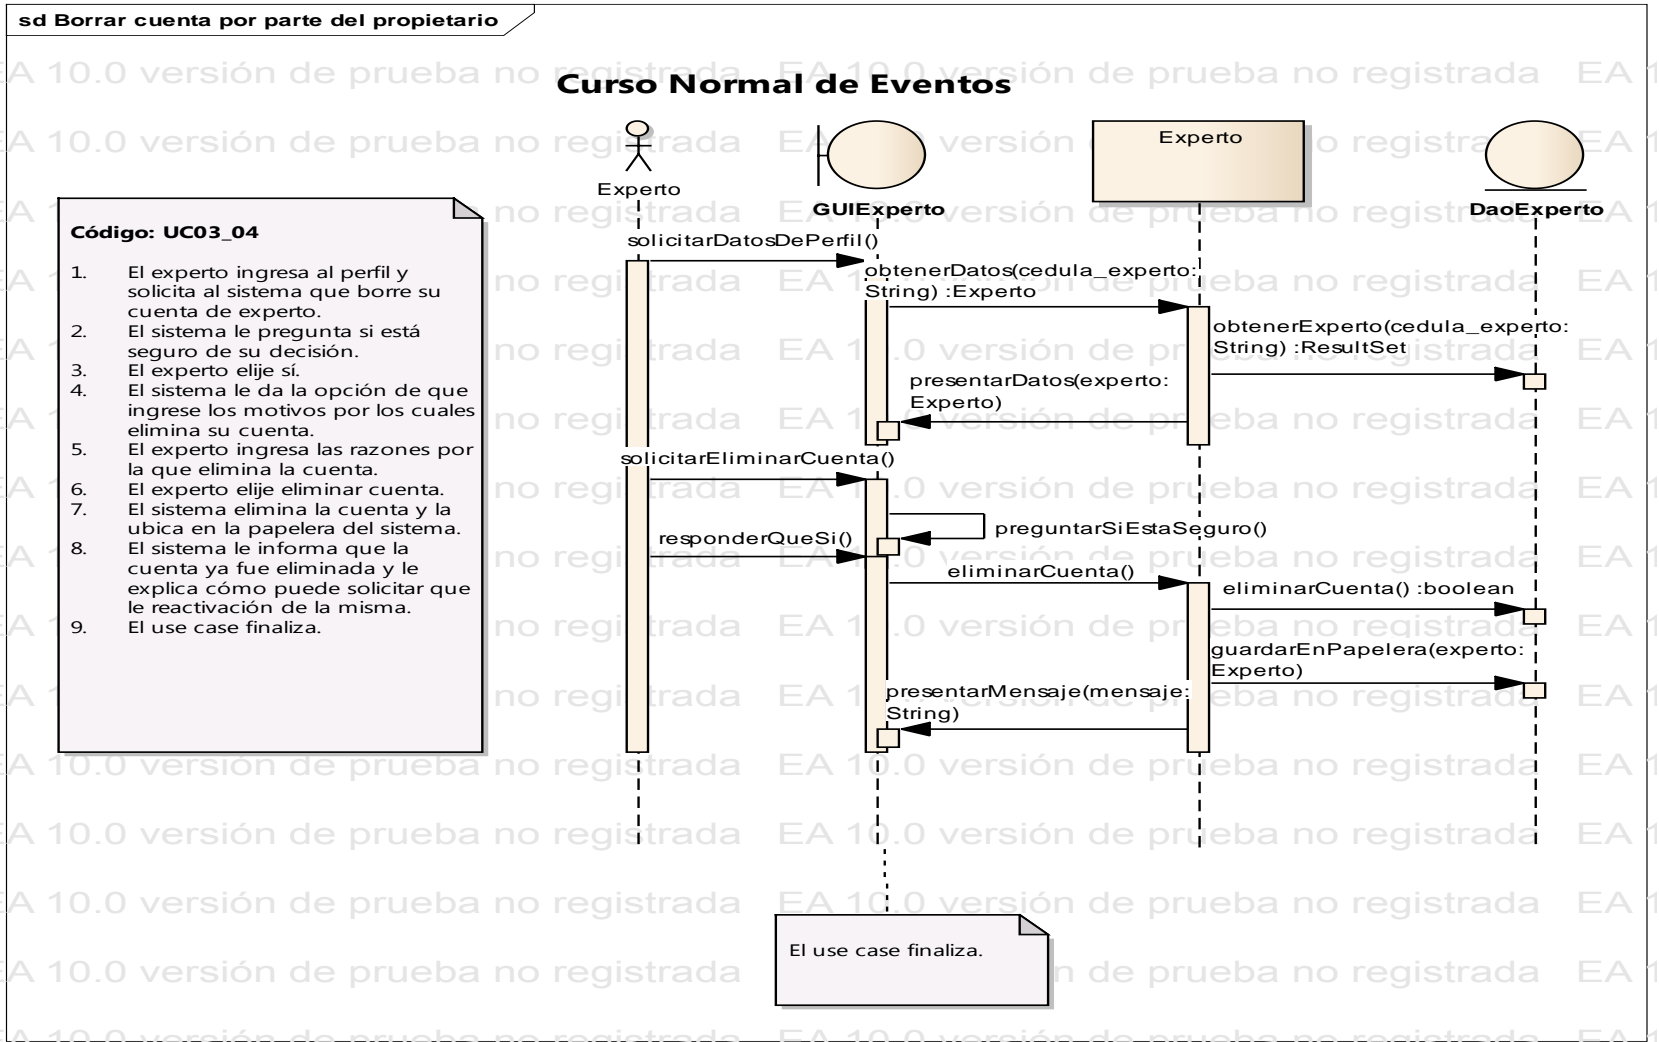 sd Borrar cuenta por parte del propietario
Curso Normal de Eventos
Experto
GUIExperto
Experto
DaoExperto
Código: UC03_04
1. El experto ingresa al perfil y
solicita al sistema que borre su
cuenta de experto.
2. El sistema le pregunta si está
seguro de su decisión.
3. El experto elije sí.
4. El sistema le da la opción de que
ingrese los motivos por los cuales
elimina su cuenta.
5. El experto ingresa las razones por
la que elimina la cuenta.
6. El experto elije eliminar cuenta.
7. El sistema elimina la cuenta y la
ubica en la papelera del sistema.
8. El sistema le informa que la
cuenta ya fue eliminada y le
explica cómo puede solicitar que
le reactivación de la misma.
9. El use case finaliza.
solicitarDatosDePerfil()
obtenerDatos(cedula_experto:
String) :Experto
obtenerExperto(cedula_experto:
String) :ResultSet
presentarDatos(experto:
Experto)
solicitarEliminarCuenta()
preguntarSiEstaSeguro()
responderQueSi()
eliminarCuenta()
eliminarCuenta() :boolean
guardarEnPapelera(experto:
Experto)
presentarMensaje(mensaje:
String)
El use case finaliza.
EA 10.0 versión de prueba no registrada